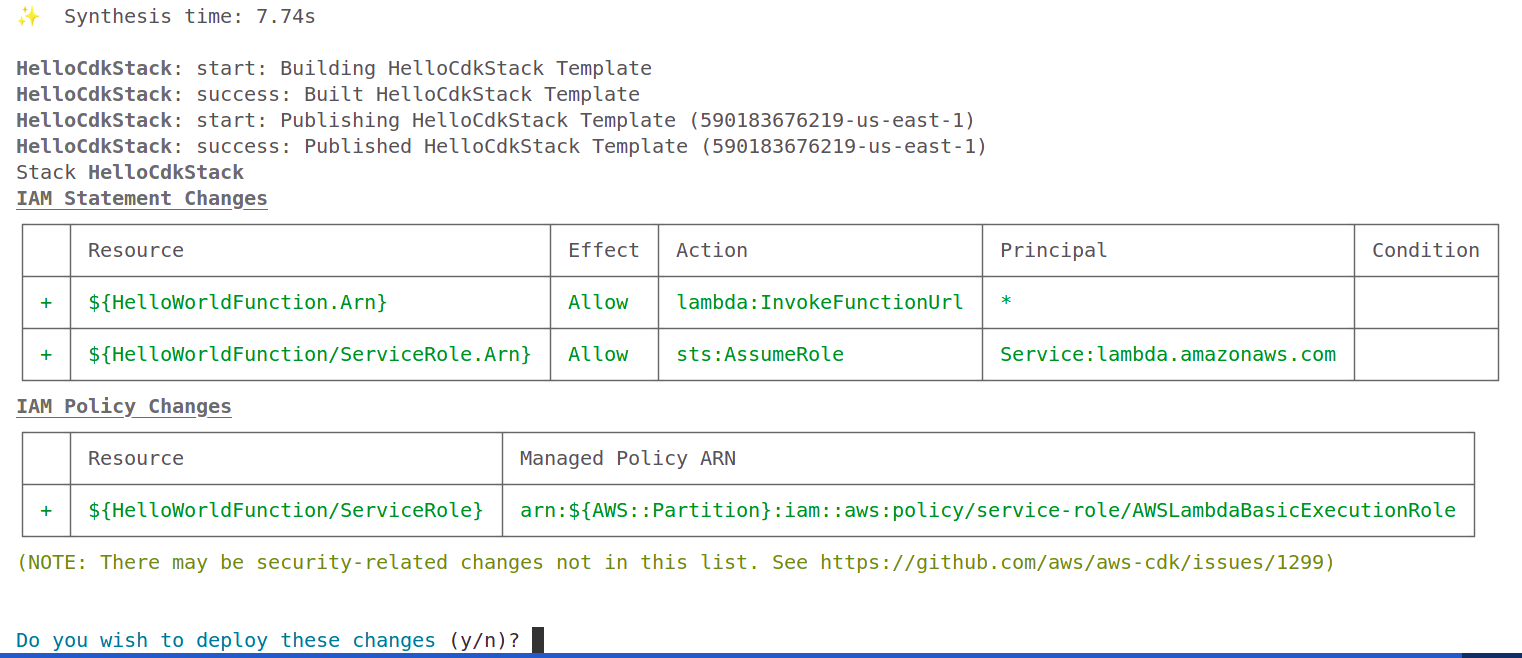 ✨  Synthesis time: 7.74s
HelloCdkStack: start: Building HelloCdkStack Template
HelloCdkStack: success: Built HelloCdkStack Template
HelloCdkStack: start: Publishing HelloCdkStack Template (590183676219-us-east-1)
HelloCdkStack: success: Published HelloCdkStack Template (590183676219-us-east-1)
Stack HelloCdkStack
IAM Statement Changes
Resource Effect Action Principal Condition
+ ${HelloWorldFunction.Arn} Allow lambda:InvokeFunctionUrl *
+ ${HelloWorldFunction/ServiceRole.Arn} Allow sts:AssumeRole Service:lambda.amazonaws.com
IAM Policy Changes
Resource Managed Policy ARN
+ ${HelloWorldFunction/ServiceRole} arn:${AWS::Partition}:iam::aws:policy/service-role/AWSLambdaBasicExecutionRole
(NOTE: There may be security-related changes not in this list. See https://github.com/aws/aws-cdk/issues/1299)
Do you wish to deploy these changes (y/n)?